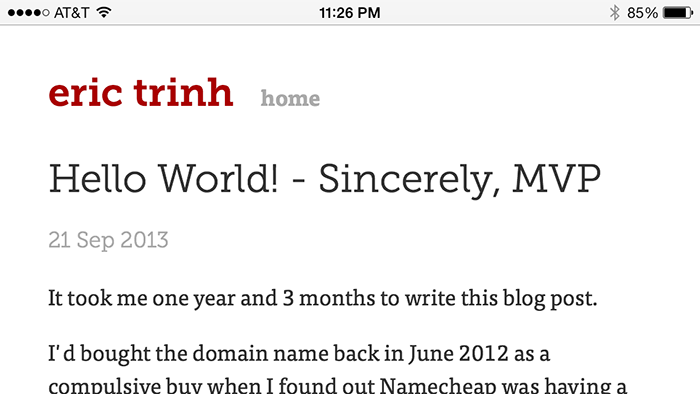 AT&T 11:26 PM 85%
eric trinh home
Hello World! - Sincerely, MVP
21 Sep 2013
It took me one year and 3 months to write this blog post.
I'd bought the domain name back in June 2012 as a
compulsive buy when I found out Namecheap was having a